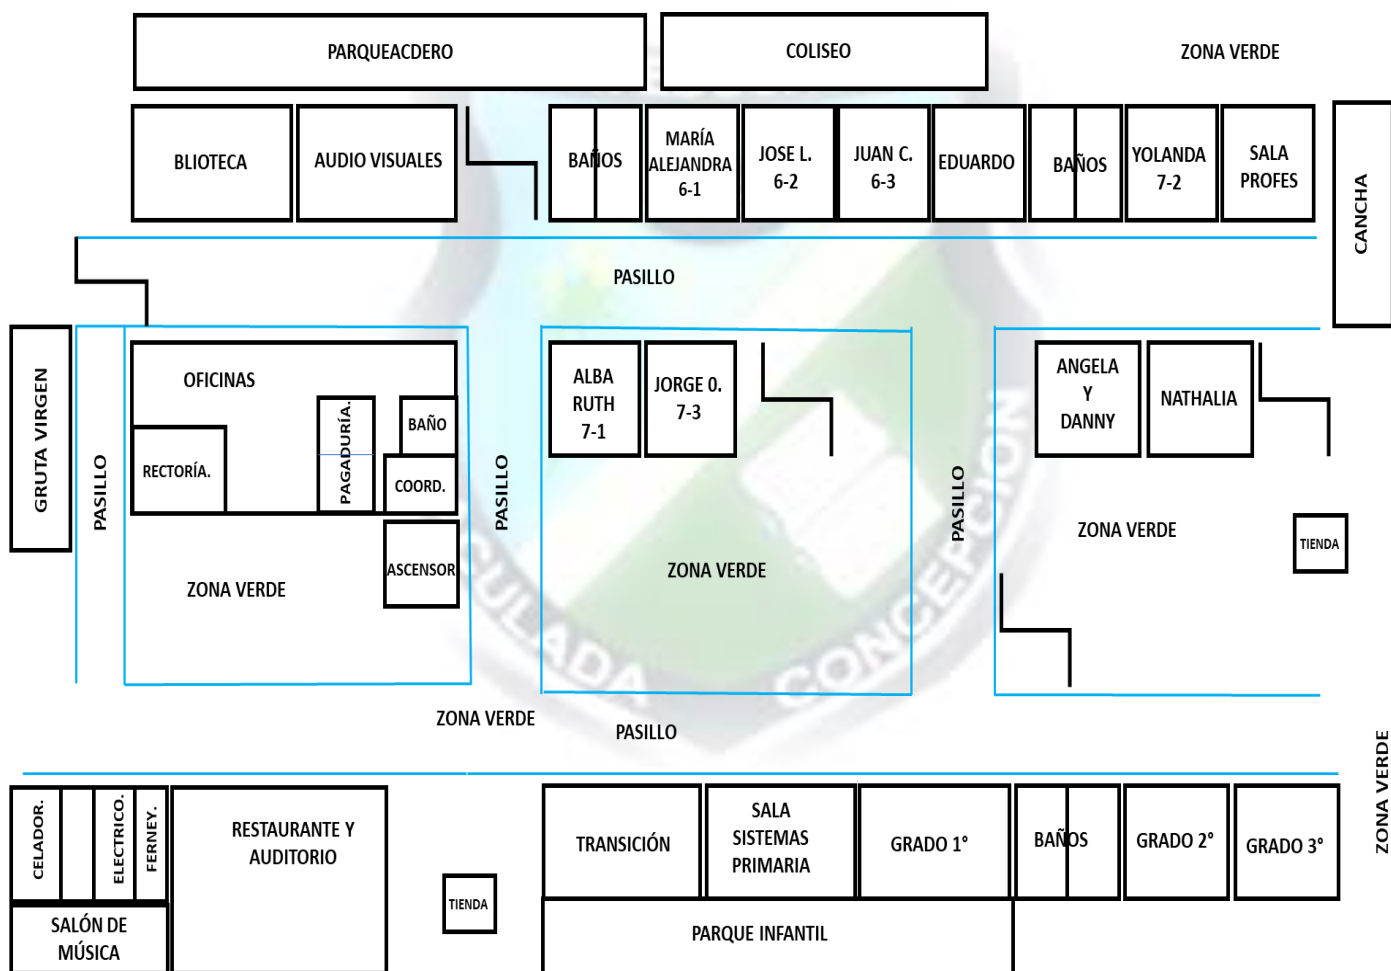 PARQUEACDERO
COLISEO
ZONA VERDE
BLIOTECA
AUDIO VISUALES
BAÑOS
MARÍA
ALEJANDRA
6-1
JOSE L.
6-2
JUAN C.
6-3
EDUARDO
BAÑOS
YOLANDA
7-2
SALA
PROFES
CANCHA
PASILLO
GRUTA VIRGEN
PASILLO
OFICINAS
RECTORÍA.
PAGADURÍA.
BAÑO
COORD.
ASCENSOR
ZONA VERDE
PASILLO
ALBA
RUTH
7-1
JORGE 0.
7-3
ZONA VERDE
PASILLO
ANGELA
Y
DANNY
NATHALIA
ZONA VERDE
TIENDA
ZONA VERDE
PASILLO
ZONA VERDE
CELADOR.
ELECTRICO.
FERNEY.
SALÓN DE
MÚSICA
RESTAURANTE Y
AUDITORIO
TIENDA
TRANSICIÓN
SALA
SISTEMAS
PRIMARIA
GRADO 1°
BAÑOS
GRADO 2°
GRADO 3°
PARQUE INFANTIL
CULADA
CONCEPCION